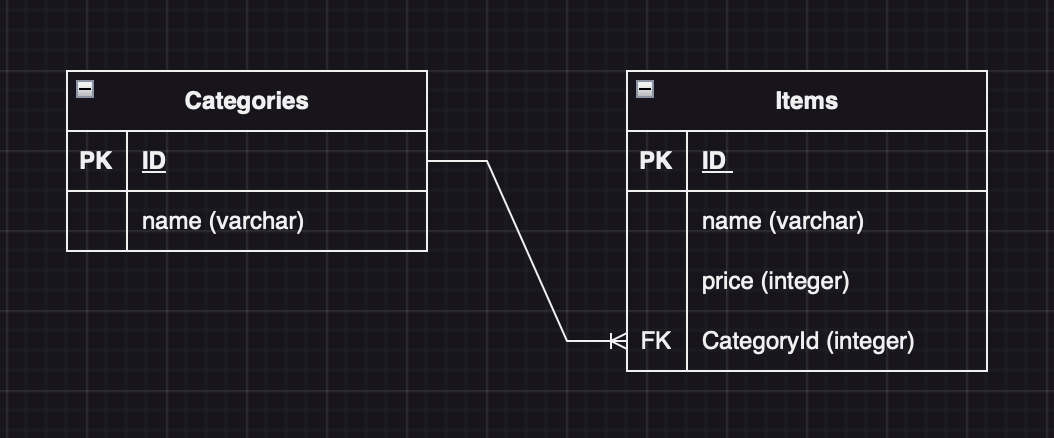 Categories
PK ID
name (varchar)
Items
PK ID
name (varchar)
price (integer)
FK CategoryId (integer)